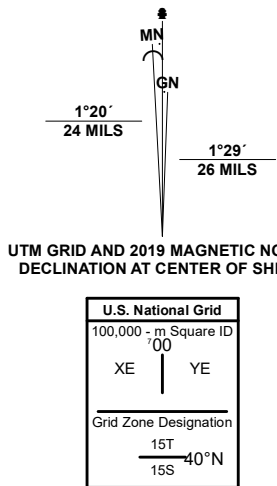 MN
GN
1°20´
24 MILS
1°29´
26 MILS
UTM GRID AND 2019 MAGNETIC NO
DECLINATION AT CENTER OF SHE
U.S. National Grid
100,000 - m Square ID
⁷00
XE YE
Grid Zone Designation
15T
40°N
15S